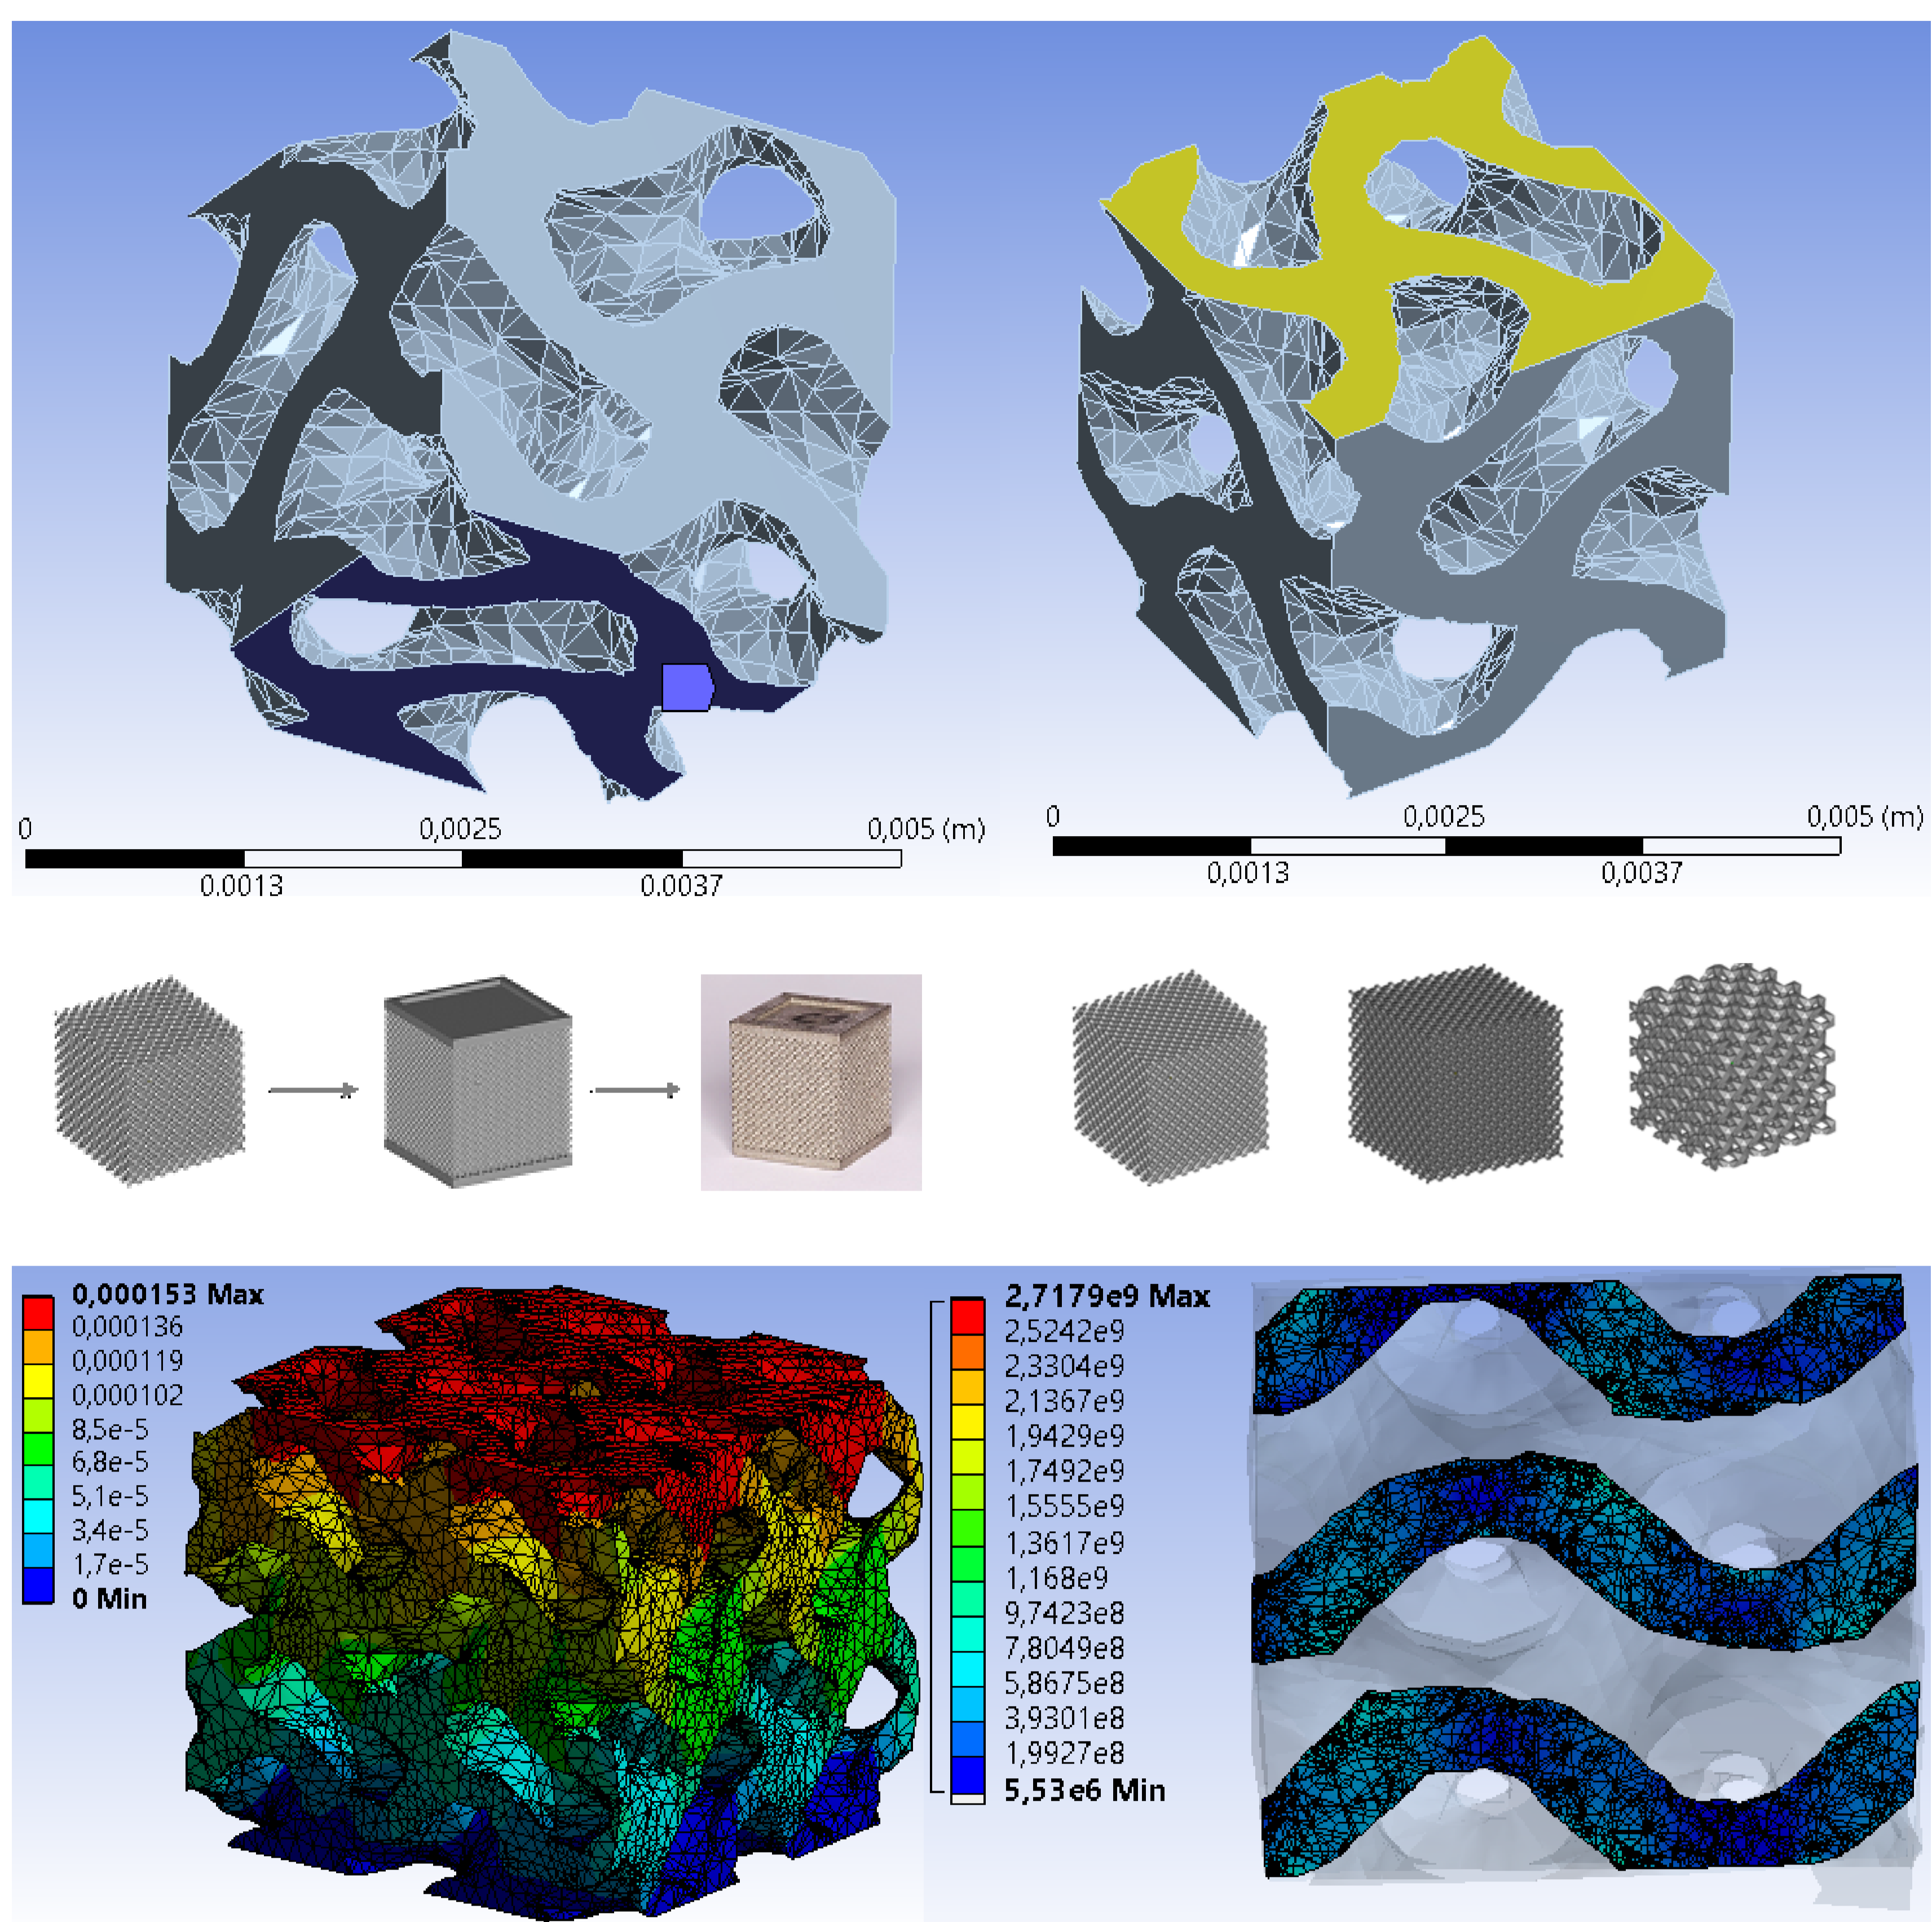 0 0,0025 0,005 (m)
0.0013 0.0037
0 0,0025 0,005 (m)
0,0013 0,0037
0,000153 Max
0,000136
0,000119
0,000102
8,5e-5
6,8e-5
5,1e-5
3,4e-5
1,7e-5
0 Min
2,7179e9 Max
2,5242e9
2,3304e9
2,1367e9
1,9429e9
1,7492e9
1,5555e9
1,3617e9
1,168e9
9,7423e8
7,8049e8
5,8675e8
3,9301e8
1,9927e8
5,53e6 Min